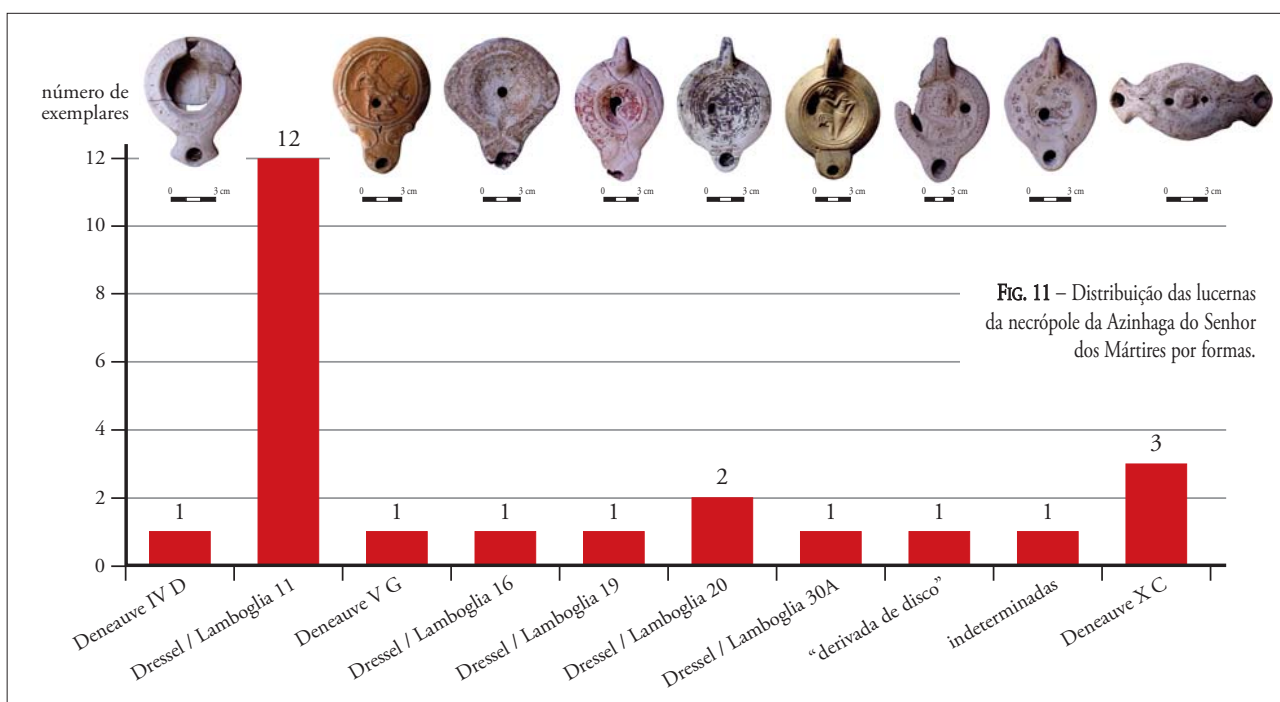 número de
exemplares
0 3 cm
0 3 cm
0 3 cm
0 3 cm
0 3 cm
0 3 cm
0 3 cm
0 3 cm
0 3 cm
12
10
8
6
4
2
0
1
12
1
1
1
2
1
1
1
3
FIG. 11 – Distribuição das lucernas
da necrópole da Azinhaga do Senhor
dos Mártires por formas.
Deneauve IV D
Dressel / Lamboglia 11
Deneauve V G
Dressel / Lamboglia 16
Dressel / Lamboglia 19
Dressel / Lamboglia 20
Dressel / Lamboglia 30A
“derivada de disco”
indeterminadas
Deneauve X C